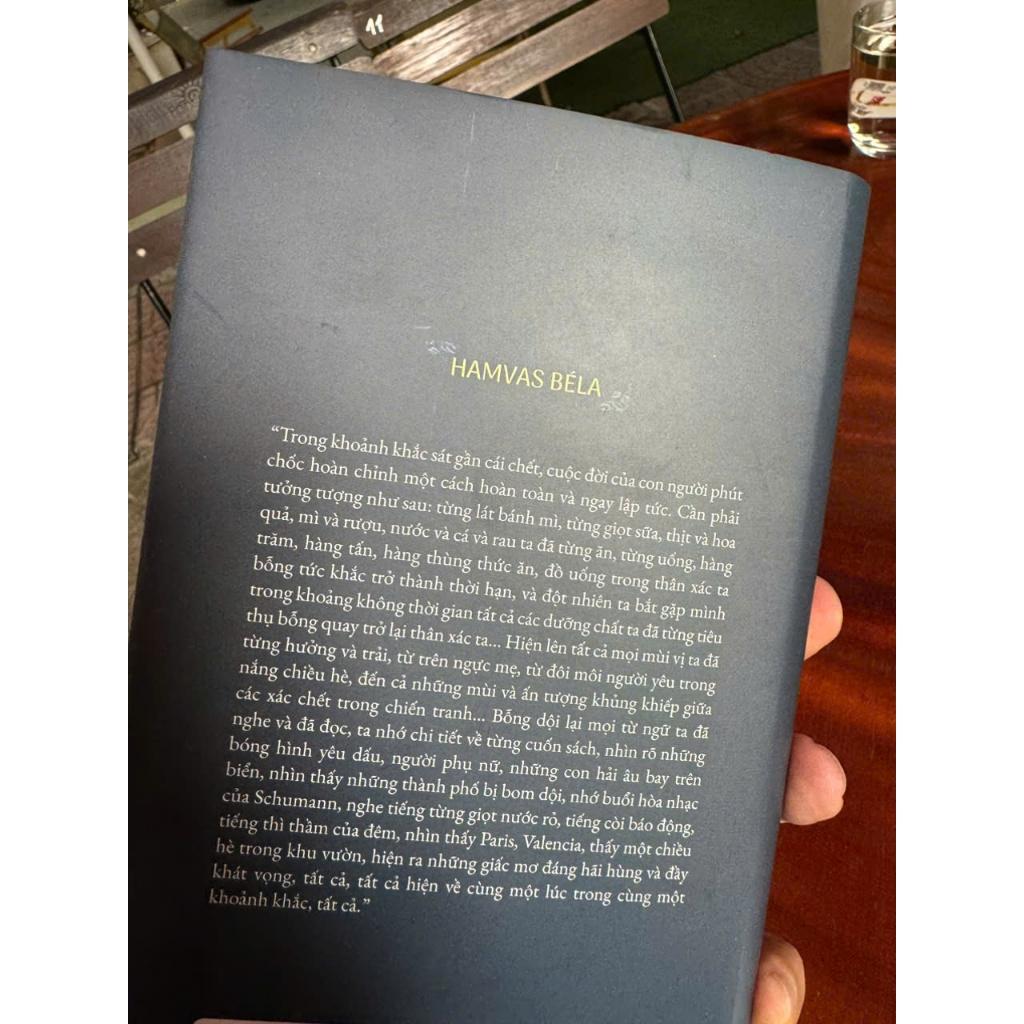 11
HAMVAS BÉLA
“Trong khoảnh khắc sát gần cái chết, cuộc đời của con người phút
chốc hoàn chỉnh một cách hoàn toàn và ngay lập tức. Cần phải
tưởng tượng như sau: từng lát bánh mì, từng giọt sữa, thịt và hoa
quả, mì và rượu, nước và cá và rau ta đã từng ăn, từng uống, hàng
trăm, hàng tấn, hàng thùng thức ăn, đồ uống trong thân xác ta
bỗng tức khắc trở thành thời hạn, và đột nhiên ta bắt gặp mình
trong khoảng không thời gian tất cả các dưỡng chất ta đã từng tiêu
thụ bỗng quay trở lại thân xác ta... Hiện lên tất cả mọi mùi vị ta đã
từng hưởng và trải, từ trên ngực mẹ, từ đôi môi người yêu trong
nắng chiều hè, đến cả những mùi và ấn tượng khủng khiếp giữa
các xác chết trong chiến tranh... Bỗng dội lại mọi từ ngữ ta đã
nghe và đã đọc, ta nhớ chi tiết về từng cuốn sách, nhìn rõ những
bóng hình yêu dấu, người phụ nữ, những con hải âu bay trên
biển, nhìn thấy những thành phố bị bom dội, nhớ buổi hòa nhạc
của Schumann, nghe tiếng từng giọt nước rỏ, tiếng còi báo động,
tiếng thì thầm của đêm, nhìn thấy Paris, Valencia, thấy một chiều
hè trong khu vườn, hiện ra những giấc mơ đáng hãi hùng và đầy
khát vọng, tất cả, tất cả hiện về cùng một lúc trong cùng một
khoảnh khắc, tất cả.”